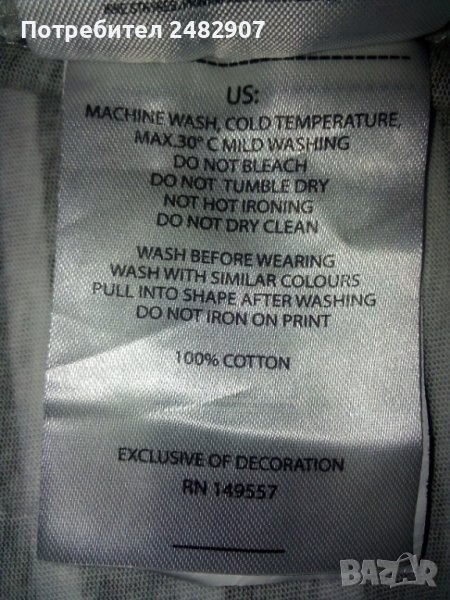 Потребител 2482907
US:
MACHINE WASH, COLD TEMPERATURE,
MAX.30° C MILD WASHING
DO NOT BLEACH
DO NOT TUMBLE DRY
NOT HOT IRONING
DO NOT DRY CLEAN
WASH BEFORE WEARING
WASH WITH SIMILAR COLOURS
PULL INTO SHAPE AFTER WASHING
DO NOT IRON ON PRINT
100% COTTON
EXCLUSIVE OF DECORATION
RN 149557
BAZAR